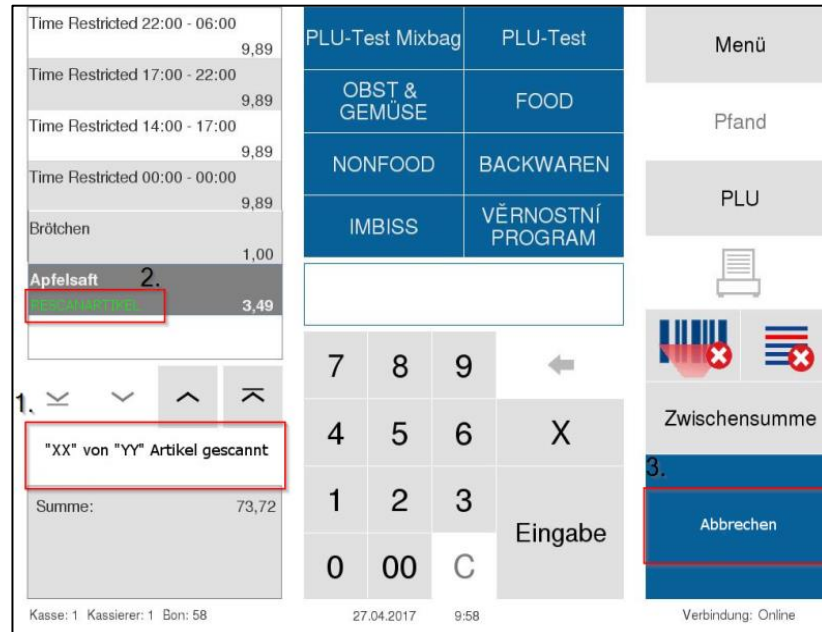 Time Restricted 22:00 - 06:00
9,89
Time Restricted 17:00 - 22:00
9,89
Time Restricted 14:00 - 17:00
9,89
Time Restricted 00:00 - 00:00
9,89
Brötchen
1,00
Apfelsaft 2.
RESCANARTIKEL 3,49
1.
"XX" von "YY" Artikel gescannt
Summe: 73,72
Kasse: 1 Kassierer: 1 Bon: 58
PLU-Test Mixbag
PLU-Test
OBST &
GEMÜSE
FOOD
NONFOOD
BACKWAREN
IMBISS
VĚRNOSTNÍ
PROGRAM
7 8 9
4 5 6 X
1 2 3
Eingabe
0 00 C
27.04.2017 9:58
Menü
Pfand
PLU
Zwischensumme
3.
Abbrechen
Verbindung: Online